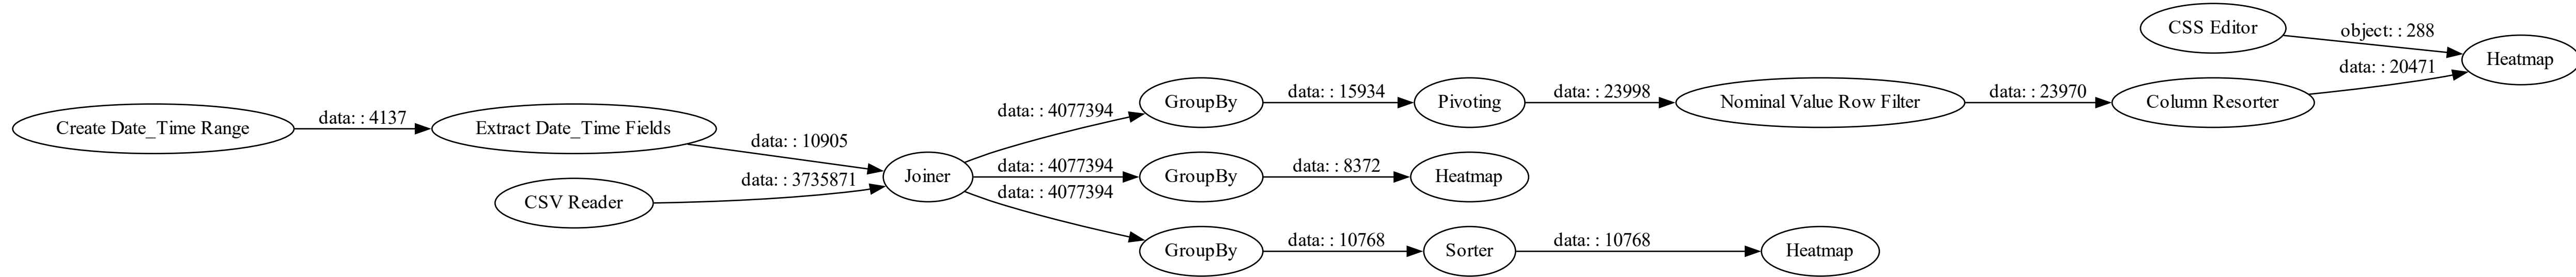 CSS Editor
object: : 288
Heatmap
data: : 20471
Create Date_Time Range
data: : 4137
Extract Date_Time Fields
data: : 10905
CSV Reader
data: : 3735871
Joiner
data: : 4077394
GroupBy
data: : 15934
Pivoting
data: : 23998
Nominal Value Row Filter
data: : 23970
Column Resorter
data: : 4077394
GroupBy
data: : 8372
Heatmap
data: : 4077394
GroupBy
data: : 10768
Sorter
data: : 10768
Heatmap